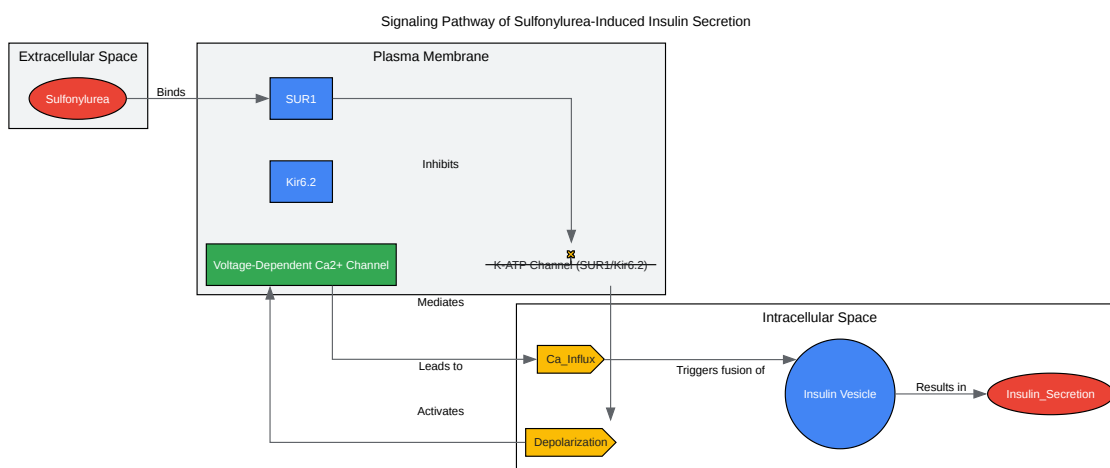 Signaling Pathway of Sulfonylurea-Induced Insulin Secretion
Extracellular Space
Plasma Membrane
Sulfonylurea
Binds
SUR1
Inhibits
Kir6.2
Voltage-Dependent Ca2+ Channel
K-ATP Channel (SUR1/Kir6.2)
Mediates
Intracellular Space
Ca_Influx
Leads to
Triggers fusion of
Insulin Vesicle
Results in
Insulin_Secretion
Activates
Depolarization